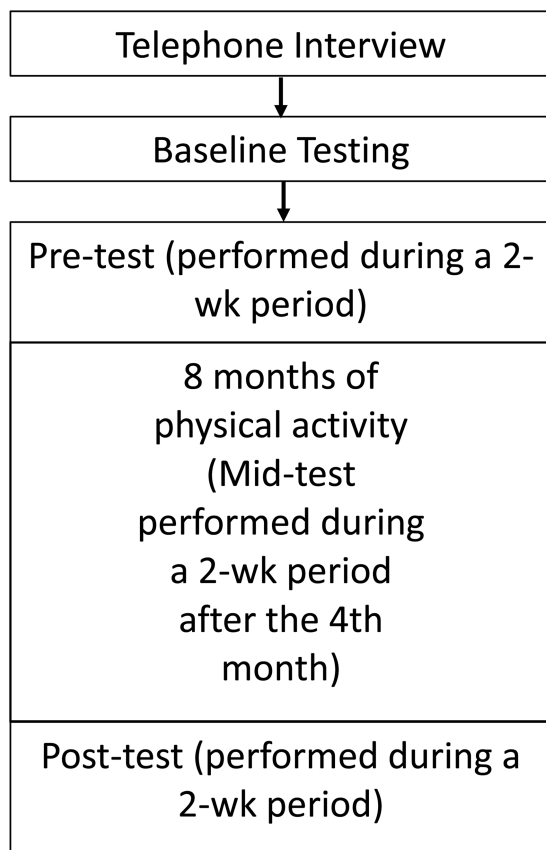 Telephone Interview
Baseline Testing
Pre-test (performed during a 2-
wk period)
8 months of
physical activity
(Mid-test
performed during
a 2-wk period
after the 4th
month)
Post-test (performed during a
2-wk period)